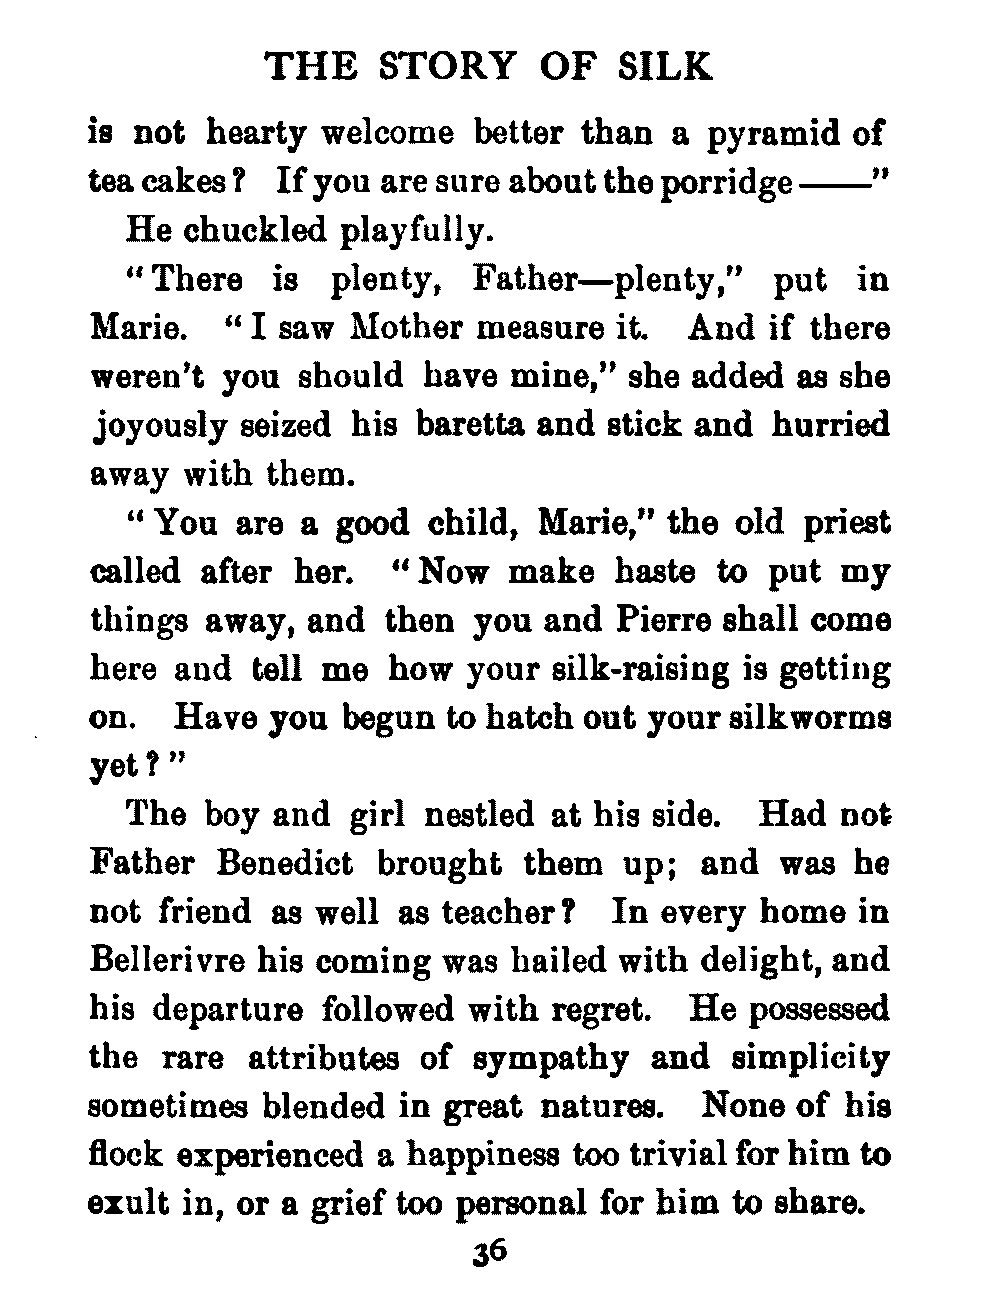 THE STORY OF SILK
is not hearty welcome better than a pyramid of
tea cakes? If you are sure about the porridge——"
He chuckled playfully.
"There is plenty, Father—plenty," put in
Marie. "I saw Mother measure it. And if there
weren't you should have mine," she added as she
joyously seized his baretta and stick and hurried
away with them.
"You are a good child, Marie," the old priest
called after her. "Now make haste to put my
things away, and then you and Pierre shall come
here and tell me how your silk-raising is getting
on. Have you begun to hatch out your silkworms
yet?"
The boy and girl nestled at his side. Had not
Father Benedict brought them up; and was he
not friend as well as teacher? In every home in
Bellerivre his coming was hailed with delight, and
his departure followed with regret. He possessed
the rare attributes of sympathy and simplicity
sometimes blended in great natures. None of his
flock experienced a happiness too trivial for him to
exult in, or a grief too personal for him to share.
36